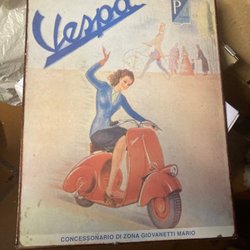 Vespa
P
CONCESSONARIO DI ZONA GIOVANETTI MARIO